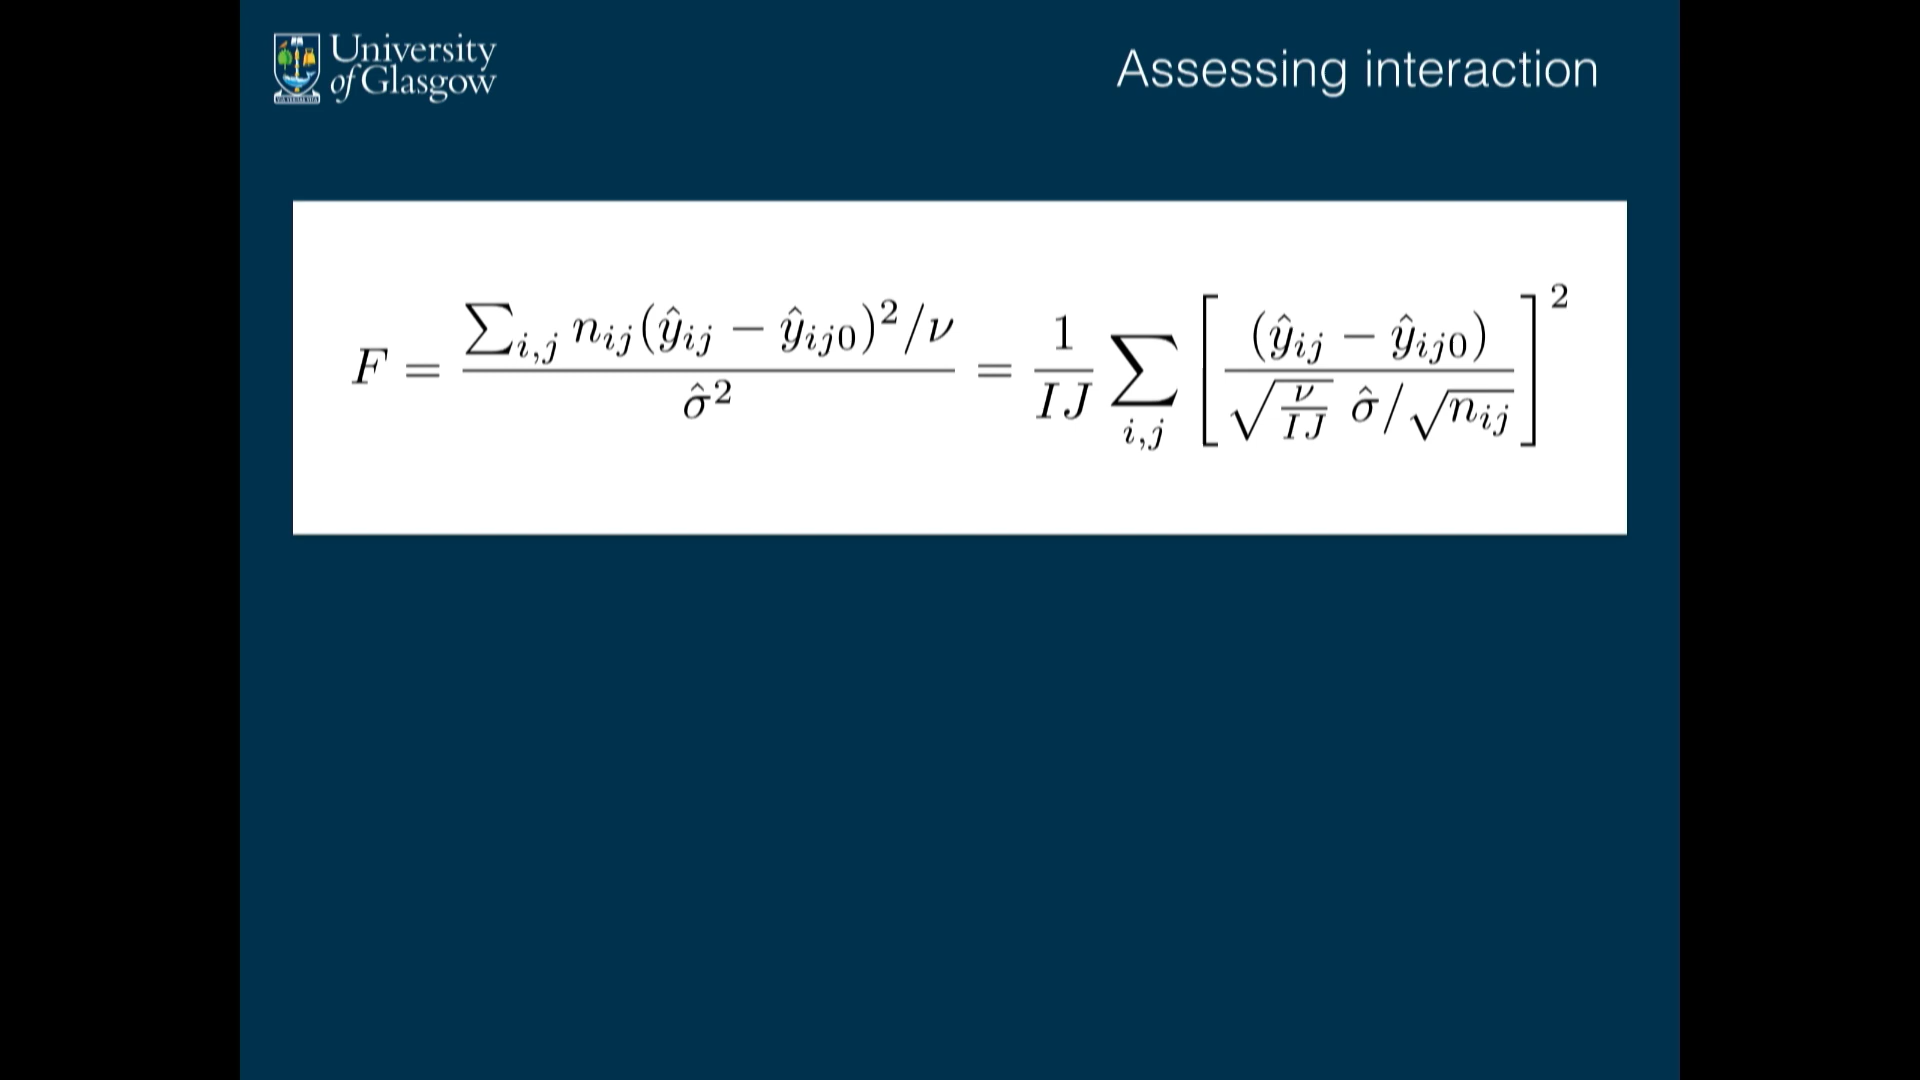 University
of Glasgow
Assessing interaction
F = \frac{\sum_{i,j} n_{ij}(\hat{y}_{ij} - \hat{y}_{ij0})^2/\nu}{\hat{\sigma}^2} = \frac{1}{IJ} \sum_{i,j} \left[ \frac{(\hat{y}_{ij} - \hat{y}_{ij0})}{\sqrt{\frac{\nu}{IJ}} \, \hat{\sigma}/\sqrt{n_{ij}}} \right]^2